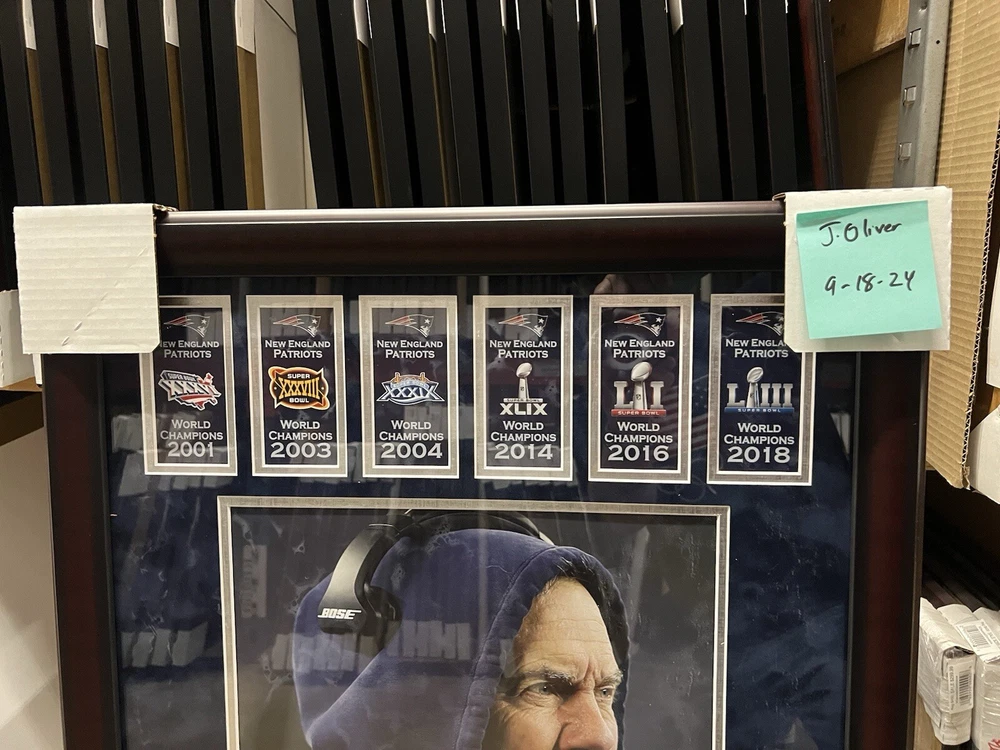 J. Oliver
9-18-24
NEW ENGLAND
PATRIOTS
SUPER BOWL
XXXVI
WORLD
CHAMPIONS
2001
NEW ENGLAND
PATRIOTS
SUPER
XXXVIII
BOWL
WORLD
CHAMPIONS
2003
NEW ENGLAND
PATRIOTS
XXXIX
WORLD
CHAMPIONS
2004
NEW ENGLAND
PATRIOTS
SUPER BOWL
XLIX
WORLD
CHAMPIONS
2014
NEW ENGLAND
PATRIOTS
LI
SUPER BOWL
WORLD
CHAMPIONS
2016
NEW ENGLAND
PATRIOTS
LIII
SUPER BOWL
WORLD
CHAMPIONS
2018
BOSE